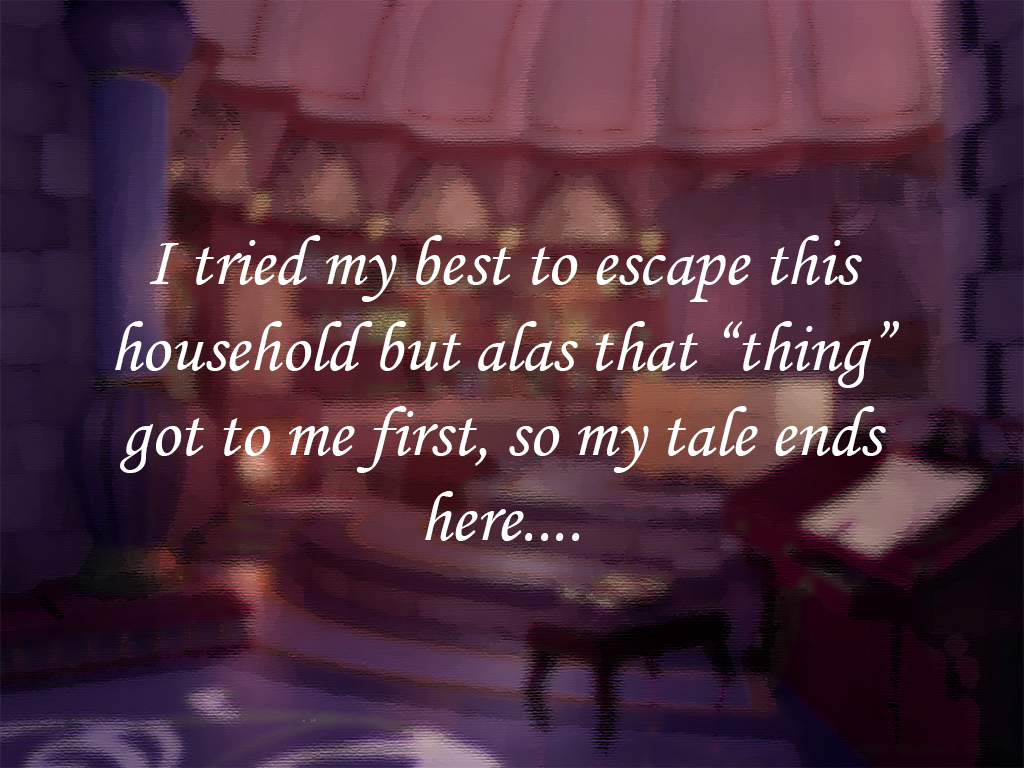 I tried my best to escape this
household but alas that “thing”
got to me first, so my tale ends
here....